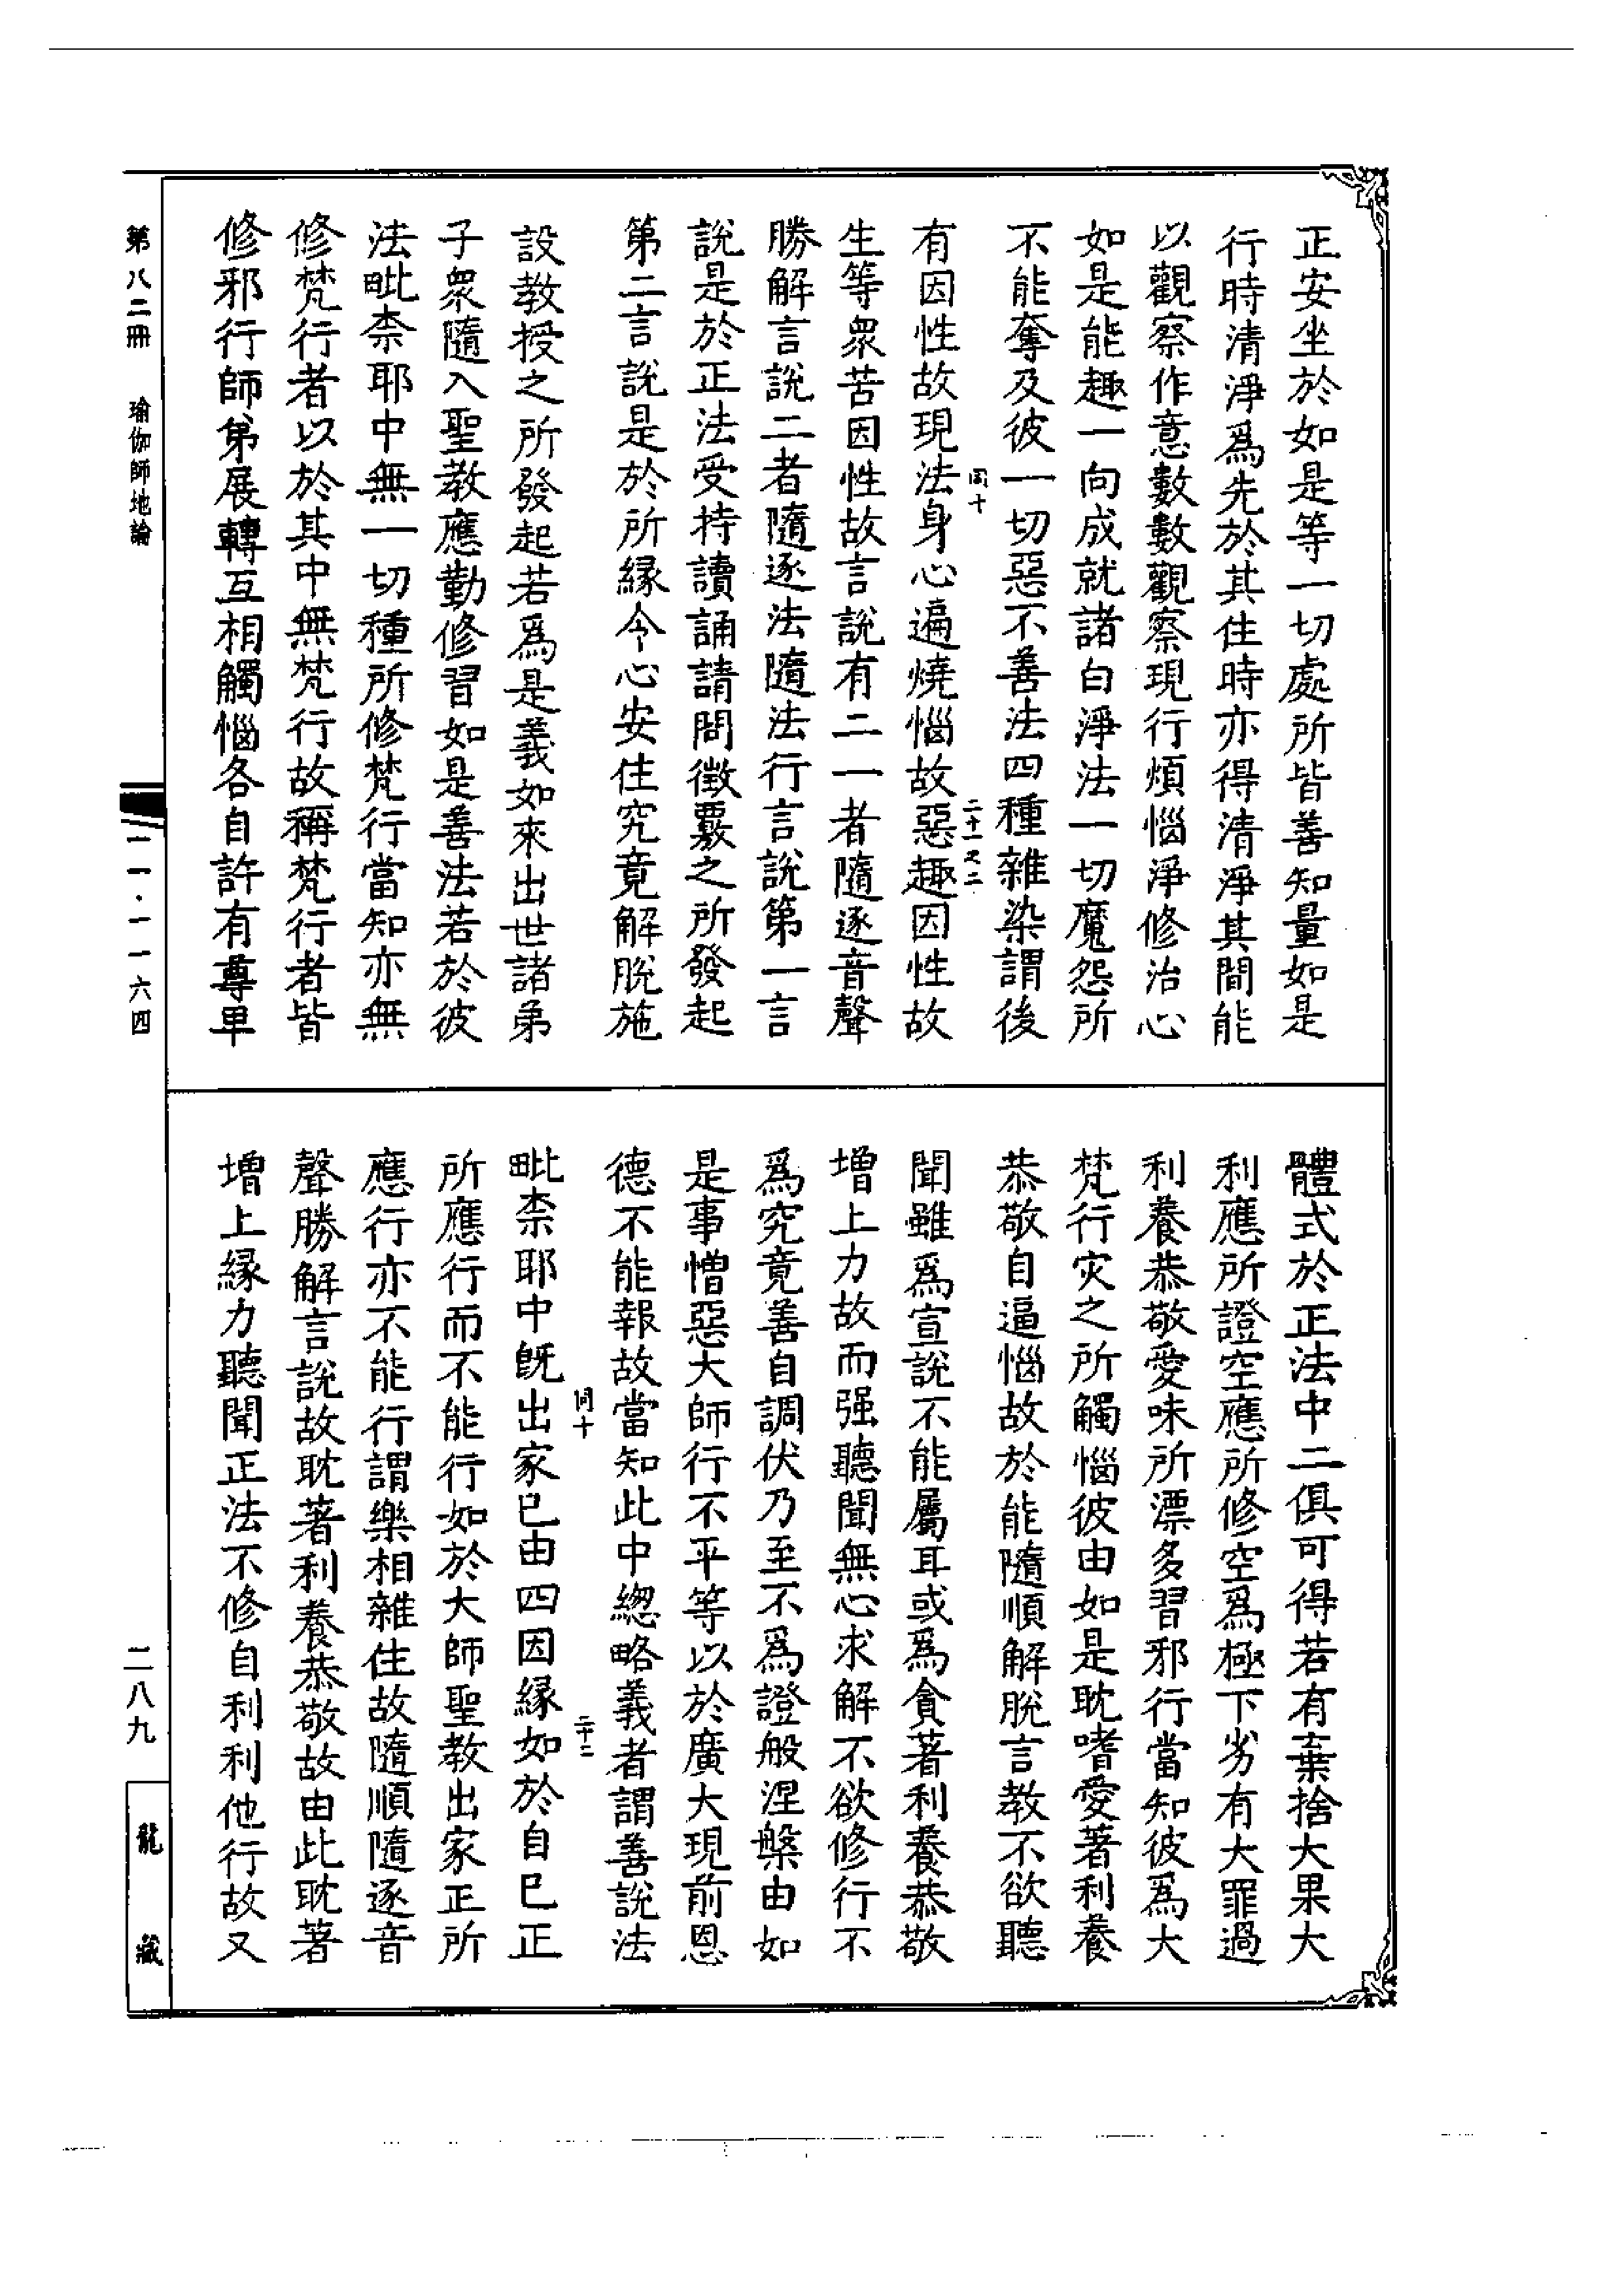 正安坐於如是等一切處所皆善知量如是
行時清淨爲先於其住時亦得清淨其間能
以觀察作意數數觀察現行煩惱淨修治心
如是能趣一向成就諸白淨法一切魔怨所
不能奪及彼一切惡不善法四種雜染謂後
同十
二十一之二
有因性故現法身心遍燒惱故惡趣因性故
生等衆苦因性故言說有二一者隨逐音聲
勝解言說二者隨逐法隨法行言說第一言
說是於正法受持讀誦請問徵覈之所發起
第二言說是於所緣令心安住究竟解脫施
設教授之所發起若爲是義如來出世諸弟
子衆隨入聖教應勤修習如是善法若於彼
法毗柰耶中無一切種所修梵行當知亦無
修梵行者以於其中無梵行故稱梵行者皆
修邪行師弟展轉互相觸惱各自許有尊卑
體式於正法中二俱可得若有棄捨大果大
利應所證空應所修空爲極下劣有大罪過
利養恭敬愛味所漂多習邪行當知彼爲大
梵行灾之所觸惱彼由如是耽嗜愛著利養
恭敬自逼惱故於能隨順解脫言教不欲聽
聞雖爲宣說不能屬耳或爲貪著利養恭敬
增上力故而强聽聞無心求解不欲修行不
爲究竟善自調伏乃至不爲證般涅槃由如
是事憎惡大師行不平等以於廣大現前恩
德不能報故當知此中緫略義者謂善說法
同十
二十二
毗柰耶中旣出家已由四因緣如於自已正
所應行而不能行如於大師聖教出家正所
應行亦不能行謂樂相雜住故隨順隨逐音
聲勝解言說故耽著利養恭敬故由此耽著
增上緣力聽聞正法不修自利利他行故又
第八二冊 瑜伽師地論
一一·一一六四
二八九
龍藏